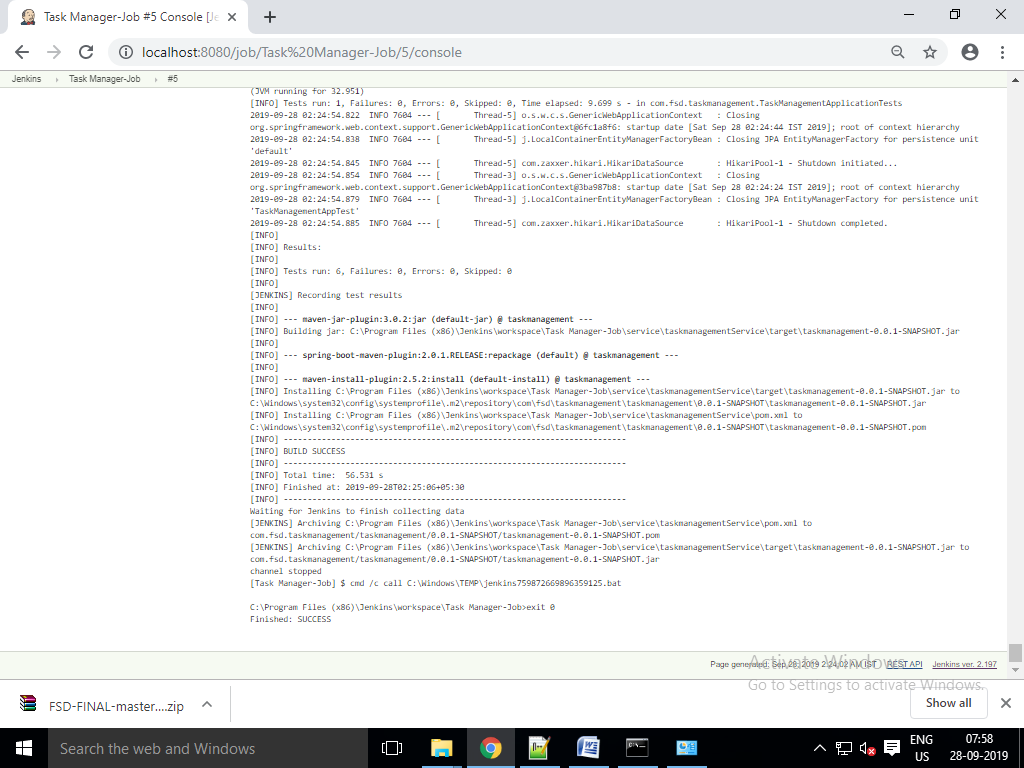 Task Manager-Job #5 Console [Je
localhost:8080/job/Task%20Manager-Job/5/console
Jenkins Task Manager-Job #5
(JVM running for 32.951)
[INFO] Tests run: 1, Failures: 0, Errors: 0, Skipped: 0, Time elapsed: 9.699 s - in com.fsd.taskmanagement.TaskManagementApplicationTests
2019-09-28 02:24:54.822 INFO 7604 --- [ Thread-5] o.s.w.c.s.GenericWebApplicationContext : Closing
org.springframework.web.context.support.GenericWebApplicationContext@6fc1a8f6: startup date [Sat Sep 28 02:24:44 IST 2019]; root of context hierarchy
2019-09-28 02:24:54.838 INFO 7604 --- [ Thread-5] j.LocalContainerEntityManagerFactoryBean : Closing JPA EntityManagerFactory for persistence unit
'default'
2019-09-28 02:24:54.845 INFO 7604 --- [ Thread-5] com.zaxxer.hikari.HikariDataSource : HikariPool-1 - Shutdown initiated...
2019-09-28 02:24:54.854 INFO 7604 --- [ Thread-3] o.s.w.c.s.GenericWebApplicationContext : Closing
org.springframework.web.context.support.GenericWebApplicationContext@3ba987b8: startup date [Sat Sep 28 02:24:24 IST 2019]; root of context hierarchy
2019-09-28 02:24:54.879 INFO 7604 --- [ Thread-3] j.LocalContainerEntityManagerFactoryBean : Closing JPA EntityManagerFactory for persistence unit
'TaskManagementAppTest'
2019-09-28 02:24:54.885 INFO 7604 --- [ Thread-5] com.zaxxer.hikari.HikariDataSource : HikariPool-1 - Shutdown completed.
[INFO]
[INFO] Results:
[INFO]
[INFO] Tests run: 6, Failures: 0, Errors: 0, Skipped: 0
[INFO]
[JENKINS] Recording test results
[INFO]
[INFO] --- maven-jar-plugin:3.0.2:jar (default-jar) @ taskmanagement ---
[INFO] Building jar: C:\Program Files (x86)\Jenkins\workspace\Task Manager-Job\service\taskmanagementService\target\taskmanagement-0.0.1-SNAPSHOT.jar
[INFO]
[INFO] --- spring-boot-maven-plugin:2.0.1.RELEASE:repackage (default) @ taskmanagement ---
[INFO]
[INFO] --- maven-install-plugin:2.5.2:install (default-install) @ taskmanagement ---
[INFO] Installing C:\Program Files (x86)\Jenkins\workspace\Task Manager-Job\service\taskmanagementService\target\taskmanagement-0.0.1-SNAPSHOT.jar to
C:\Windows\system32\config\systemprofile\.m2\repository\com\fsd\taskmanagement\taskmanagement\0.0.1-SNAPSHOT\taskmanagement-0.0.1-SNAPSHOT.jar
[INFO] Installing C:\Program Files (x86)\Jenkins\workspace\Task Manager-Job\service\taskmanagementService\pom.xml to
C:\Windows\system32\config\systemprofile\.m2\repository\com\fsd\taskmanagement\taskmanagement\0.0.1-SNAPSHOT\taskmanagement-0.0.1-SNAPSHOT.pom
[INFO] ------------------------------------------------------------------------
[INFO] BUILD SUCCESS
[INFO] ------------------------------------------------------------------------
[INFO] Total time: 56.531 s
[INFO] Finished at: 2019-09-28T02:25:06+05:30
[INFO] ------------------------------------------------------------------------
Waiting for Jenkins to finish collecting data
[JENKINS] Archiving C:\Program Files (x86)\Jenkins\workspace\Task Manager-Job\service\taskmanagementService\pom.xml to
com.fsd.taskmanagement/taskmanagement/0.0.1-SNAPSHOT/taskmanagement-0.0.1-SNAPSHOT.pom
[JENKINS] Archiving C:\Program Files (x86)\Jenkins\workspace\Task Manager-Job\service\taskmanagementService\target\taskmanagement-0.0.1-SNAPSHOT.jar to
com.fsd.taskmanagement/taskmanagement/0.0.1-SNAPSHOT/taskmanagement-0.0.1-SNAPSHOT.jar
channel stopped
[Task Manager-Job] $ cmd /c call C:\Windows\TEMP\jenkins759872669896359125.bat
C:\Program Files (x86)\Jenkins\workspace\Task Manager-Job>exit 0
Finished: SUCCESS
Page generated: Sep 28, 2019 2:24:02 AM IST REST API Jenkins ver. 2.197
Activate Windows
Go to Settings to activate Windows.
FSD-FINAL-master....zip
Show all
Search the web and Windows
ENG 07:58
US 28-09-2019